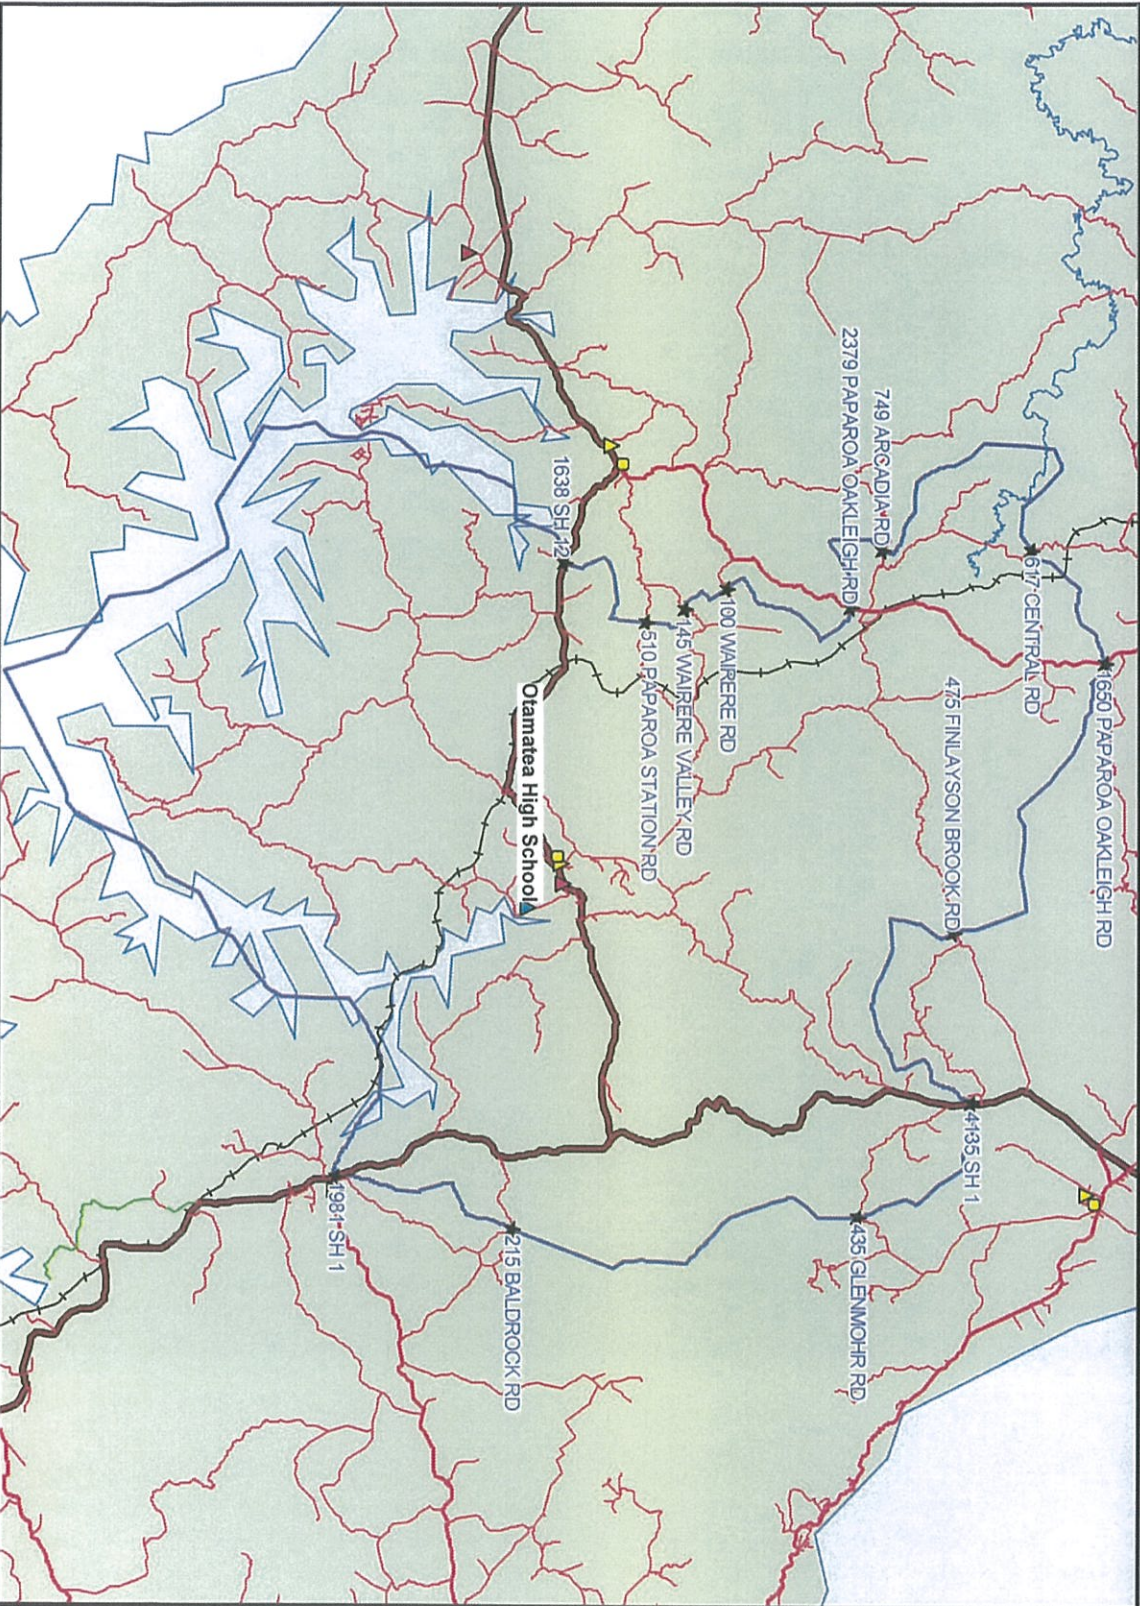 1650 PAPAROA OAKLEIGH RD
617 CENTRAL RD
4135 SH 1
475 FINLAYSON BROOK RD
749 ARCADIA RD
435 GLENMOHR RD
2379 PAPAROA OAKLEIGH RD
100 WAIRERE RD
145 WAIRERE VALLEY RD
510 PAPAROA STATION RD
1638 SH 12
Otamatea High School
215 BALDROCK RD
1981 SH 1